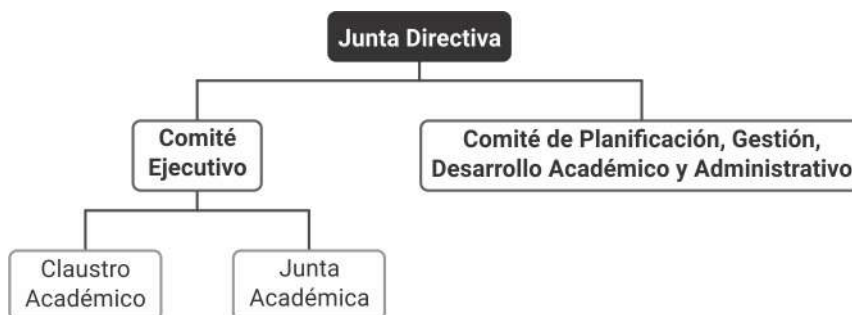 Junta Directiva
Comité
Ejecutivo
Comité de Planificación, Gestión,
Desarrollo Académico y Administrativo
Claustro
Académico
Junta
Académica